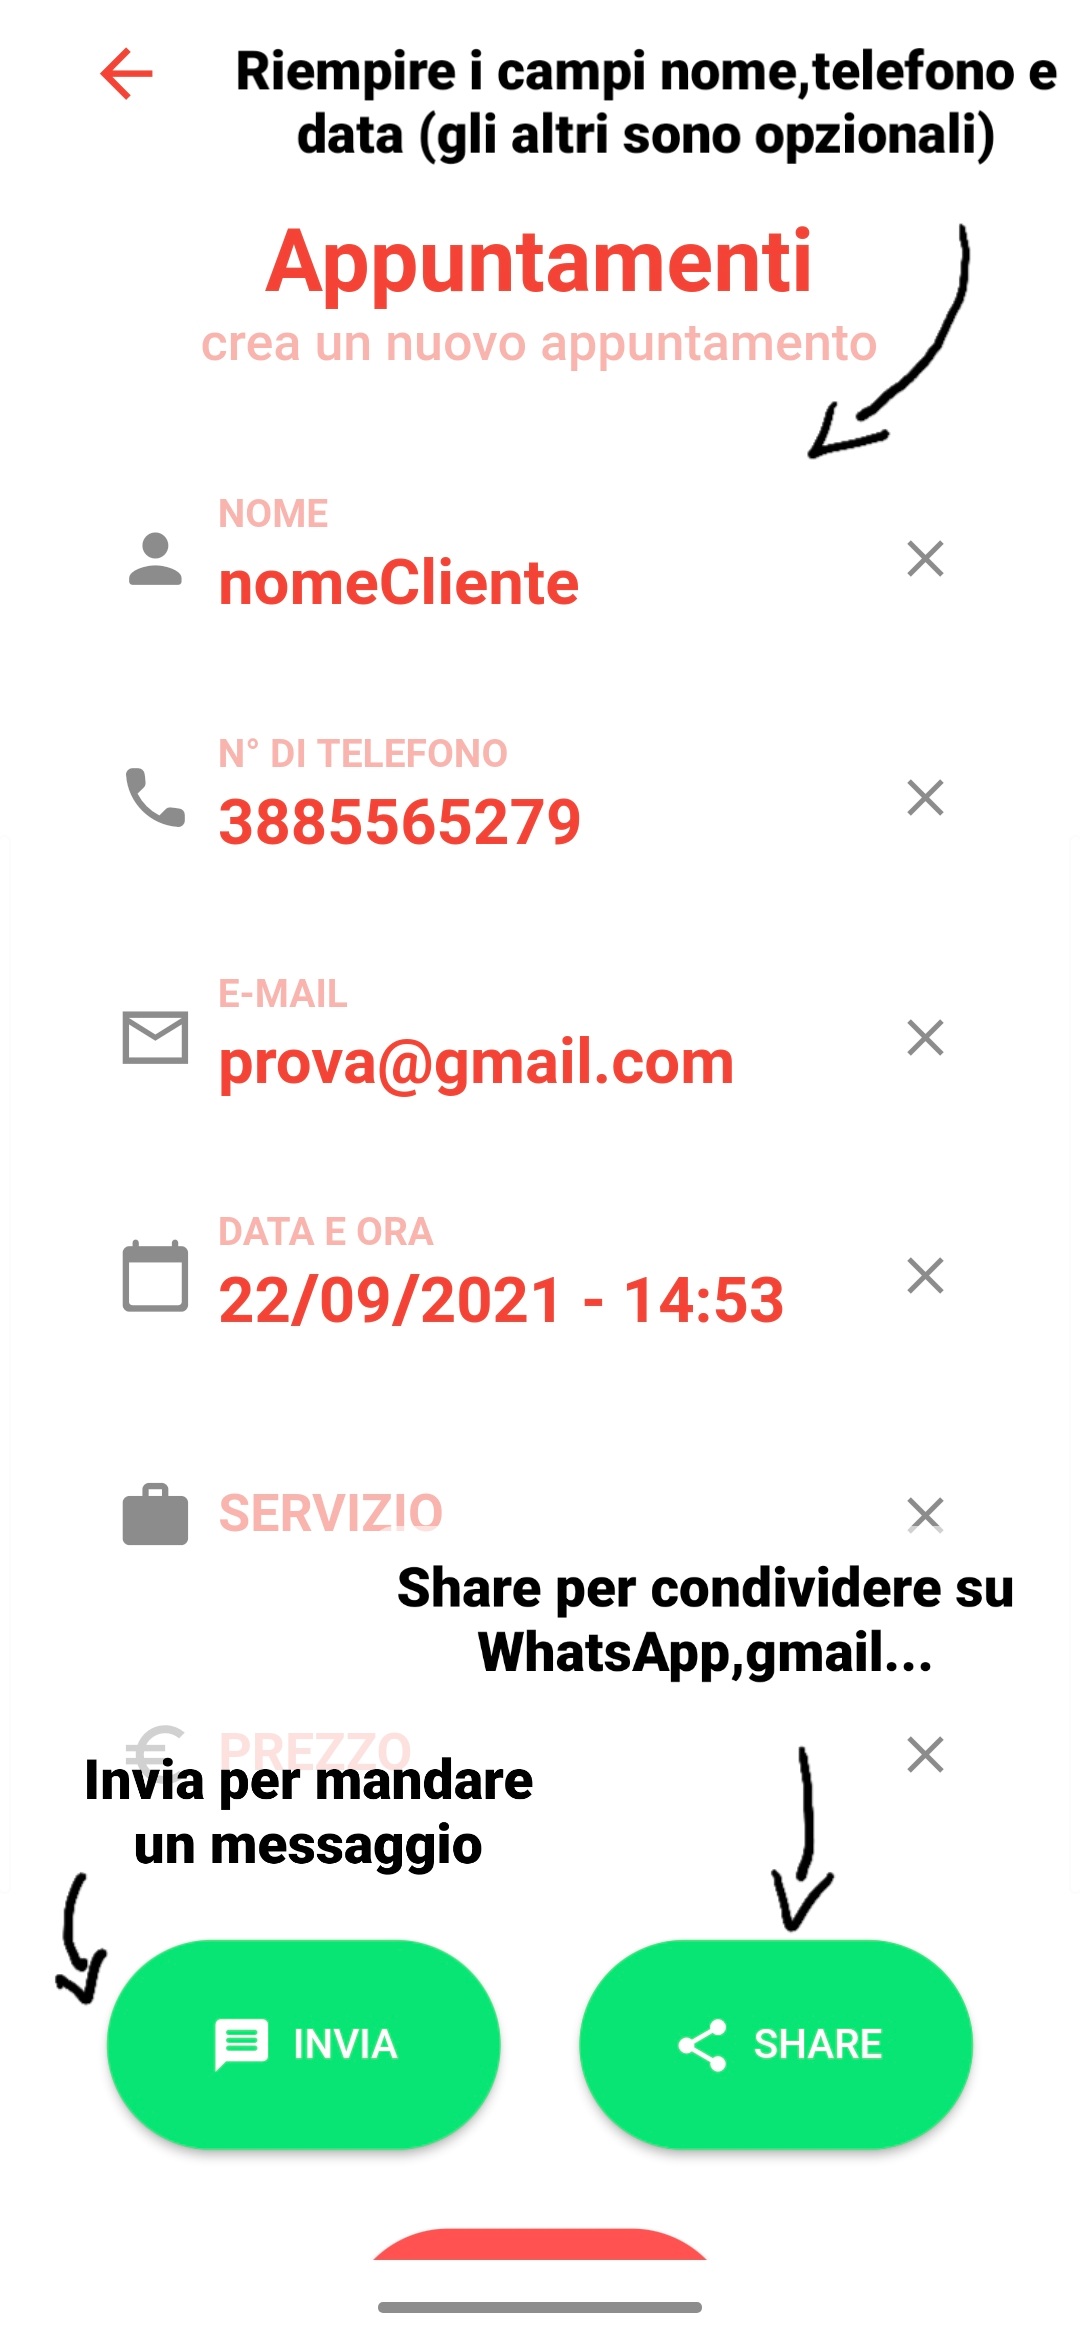 Riempire i campi nome,telefono e
data (gli altri sono opzionali)
Appuntamenti
crea un nuovo appuntamento
NOME
nomeCliente
N° DI TELEFONO
3885565279
E-MAIL
prova@gmail.com
DATA E ORA
22/09/2021 - 14:53
SERVIZIO
Share per condividere su
WhatsApp,gmail...
€ PREZZO
Invia per mandare
un messaggio
INVIA
SHARE